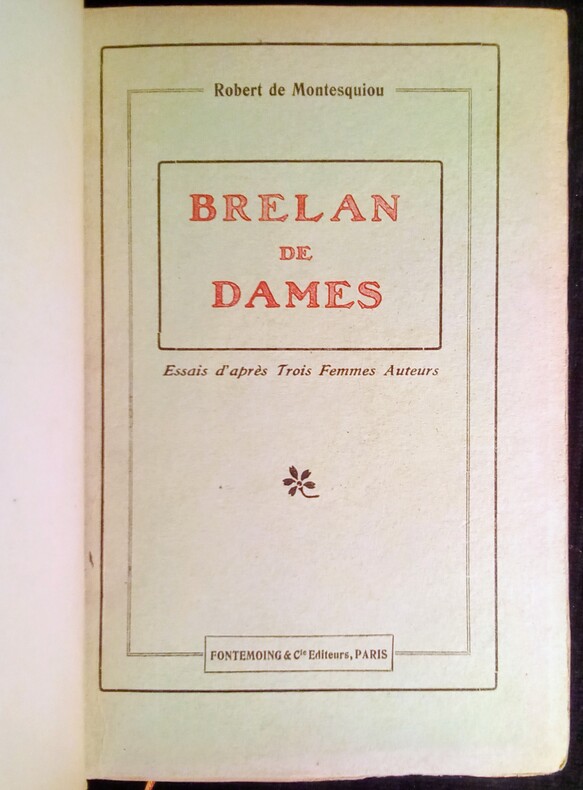 Robert de Montesquiou
BRELAN
DE
DAMES
Essais d'après Trois Femmes Auteurs
FONTEMOING & Cie Editeurs, PARIS